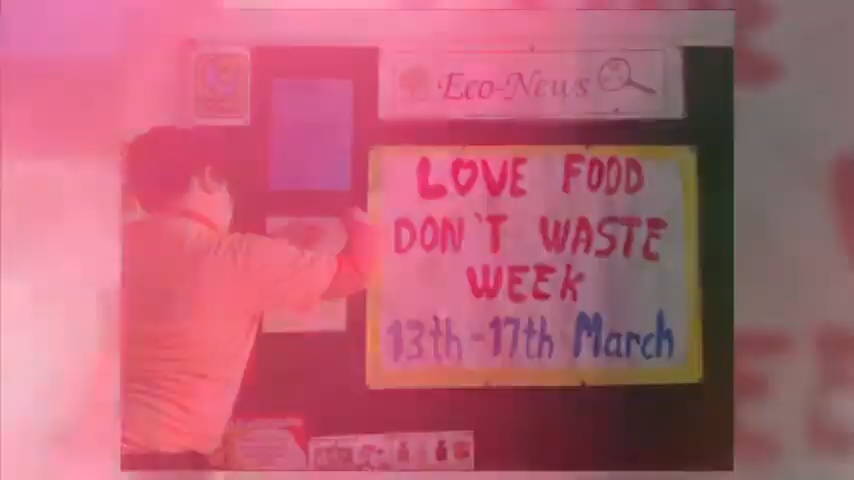 Eco-News
LOVE FOOD
DON'T WASTE
WEEK
13th-17th March